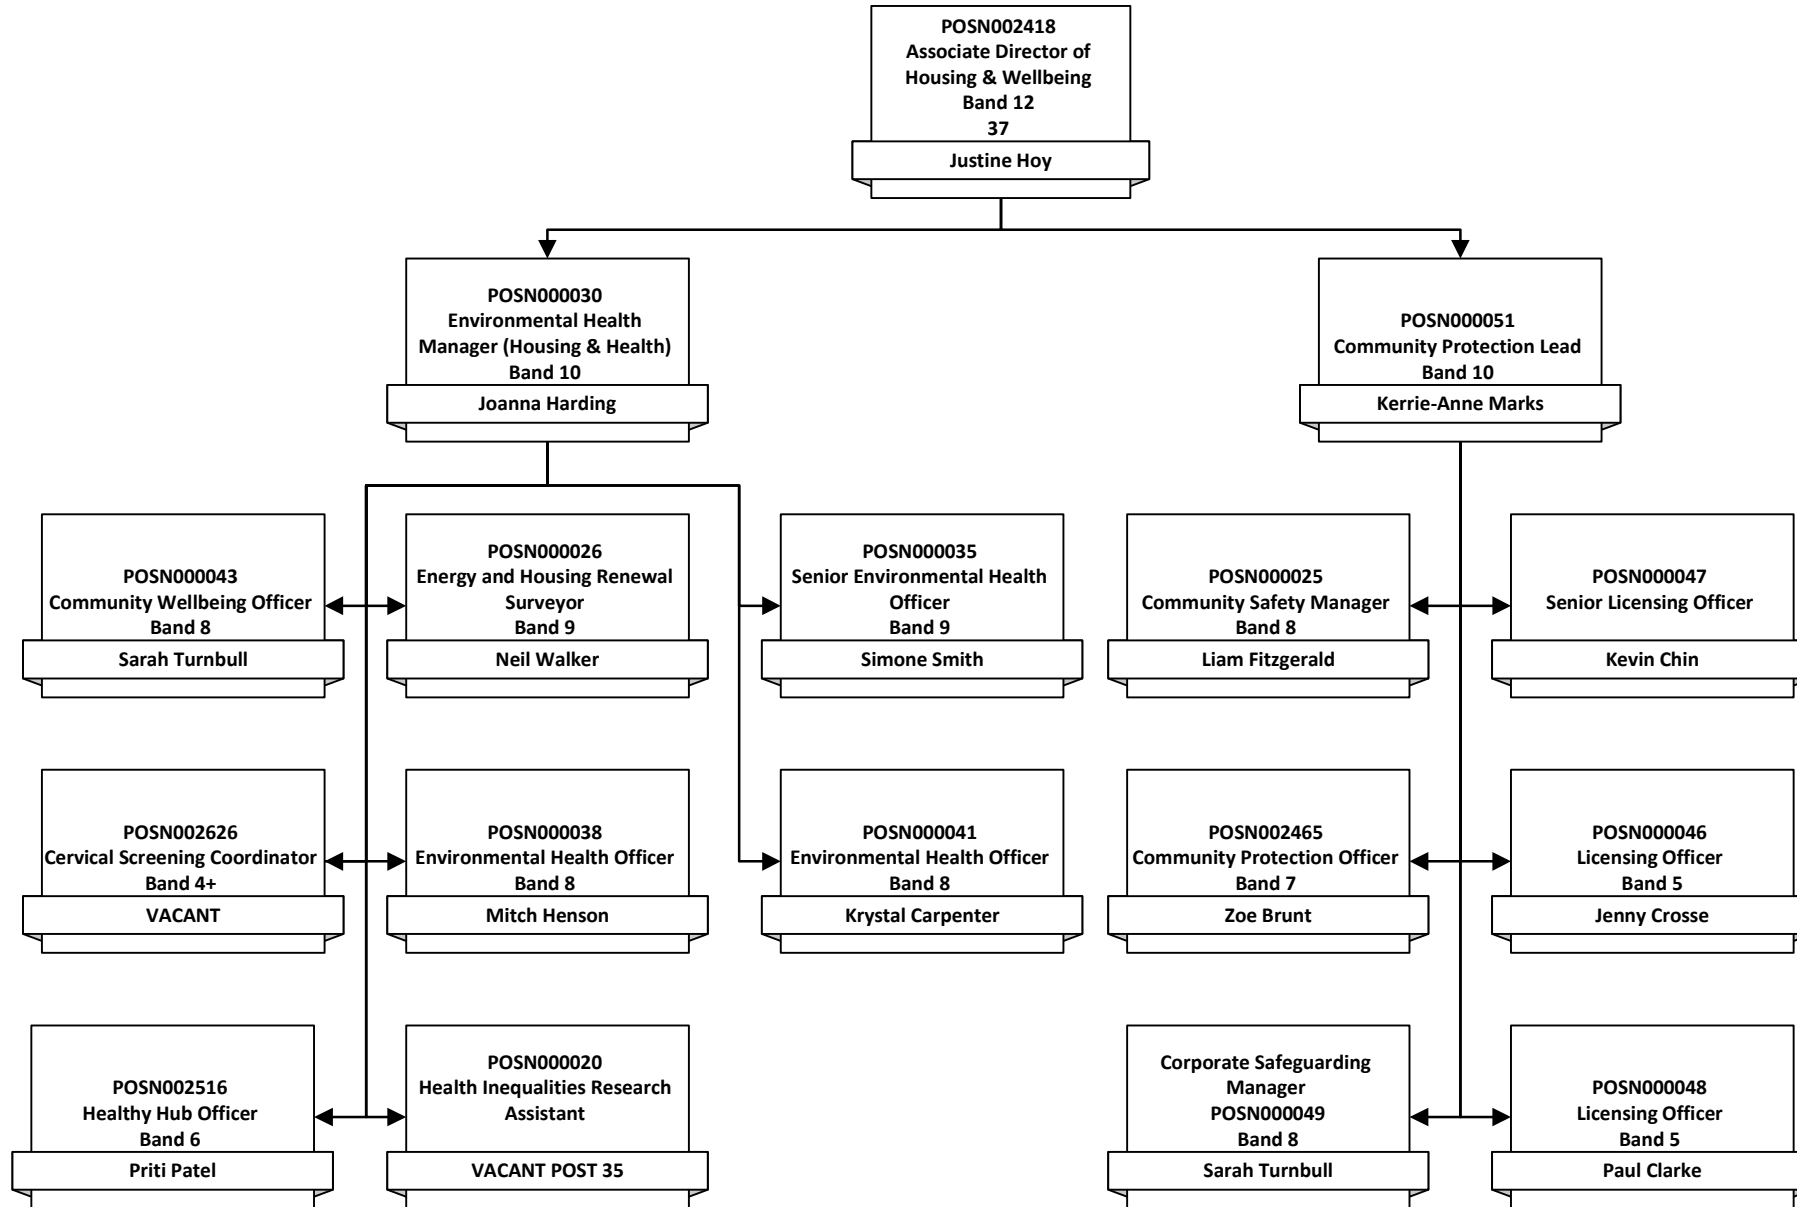 POSN002418
Associate Director of
Housing & Wellbeing
Band 12
37
Justine Hoy
POSN000030
Environmental Health
Manager (Housing & Health)
Band 10
Joanna Harding
POSN000051
Community Protection Lead
Band 10
Kerrie-Anne Marks
POSN000043
Community Wellbeing Officer
Band 8
Sarah Turnbull
POSN000026
Energy and Housing Renewal
Surveyor
Band 9
Neil Walker
POSN000035
Senior Environmental Health
Officer
Band 9
Simone Smith
POSN000025
Community Safety Manager
Band 8
Liam Fitzgerald
POSN000047
Senior Licensing Officer
Kevin Chin
POSN002626
Cervical Screening Coordinator
Band 4+
VACANT
POSN000038
Environmental Health Officer
Band 8
Mitch Henson
POSN000041
Environmental Health Officer
Band 8
Krystal Carpenter
POSN002465
Community Protection Officer
Band 7
Zoe Brunt
POSN000046
Licensing Officer
Band 5
Jenny Crosse
POSN002516
Healthy Hub Officer
Band 6
Priti Patel
POSN000020
Health Inequalities Research
Assistant
VACANT POST 35
Corporate Safeguarding
Manager
POSN000049
Band 8
Sarah Turnbull
POSN000048
Licensing Officer
Band 5
Paul Clarke